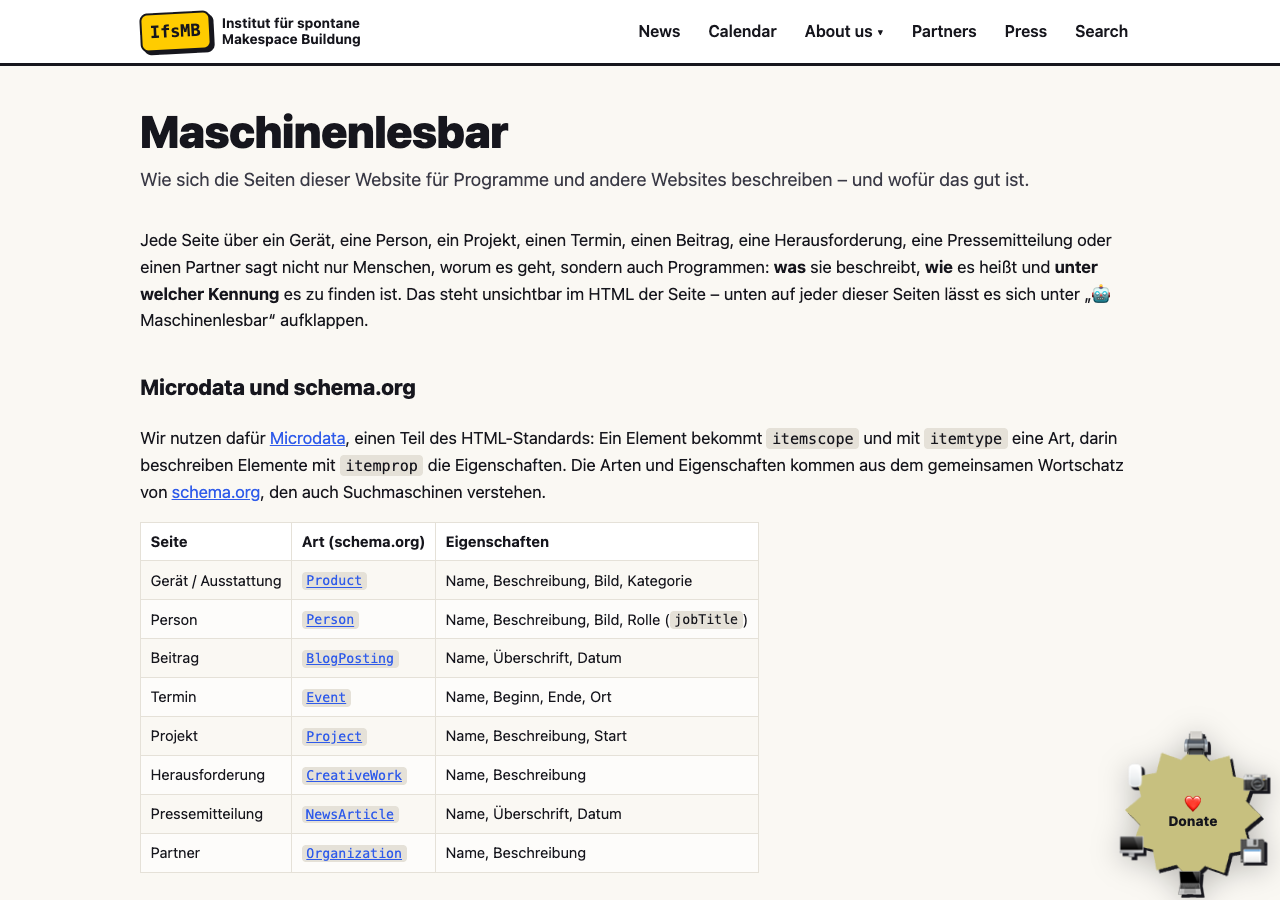 IfsMB
Institut für spontane
Makespace Buildung
News
Calendar
About us ▾
Partners
Press
Search
Maschinenlesbar
Wie sich die Seiten dieser Website für Programme und andere Websites beschreiben – und wofür das gut ist.
Jede Seite über ein Gerät, eine Person, ein Projekt, einen Termin, einen Beitrag, eine Herausforderung, eine Pressemitteilung oder
einen Partner sagt nicht nur Menschen, worum es geht, sondern auch Programmen: was sie beschreibt, wie es heißt und unter
welcher Kennung es zu finden ist. Das steht unsichtbar im HTML der Seite – unten auf jeder dieser Seiten lässt es sich unter „🤖
Maschinenlesbar“ aufklappen.
Microdata und schema.org
Wir nutzen dafür Microdata, einen Teil des HTML-Standards: Ein Element bekommt itemscope und mit itemtype eine Art, darin
beschreiben Elemente mit itemprop die Eigenschaften. Die Arten und Eigenschaften kommen aus dem gemeinsamen Wortschatz
von schema.org, den auch Suchmaschinen verstehen.
Seite Art (schema.org) Eigenschaften
Gerät / Ausstattung Product Name, Beschreibung, Bild, Kategorie
Person Person Name, Beschreibung, Bild, Rolle (jobTitle)
Beitrag BlogPosting Name, Überschrift, Datum
Termin Event Name, Beginn, Ende, Ort
Projekt Project Name, Beschreibung, Start
Herausforderung CreativeWork Name, Beschreibung
Pressemitteilung NewsArticle Name, Überschrift, Datum
Partner Organization Name, Beschreibung
❤️
Donate